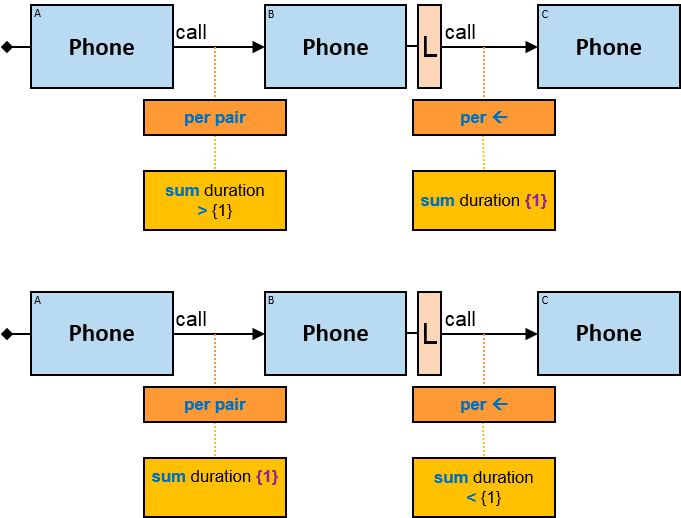 A
Phone
call
B
Phone
L
call
C
Phone
per pair
per ←
sum duration
> {1}
sum duration {1}
A
Phone
call
B
Phone
L
call
C
Phone
per pair
per ←
sum duration {1}
sum duration
< {1}